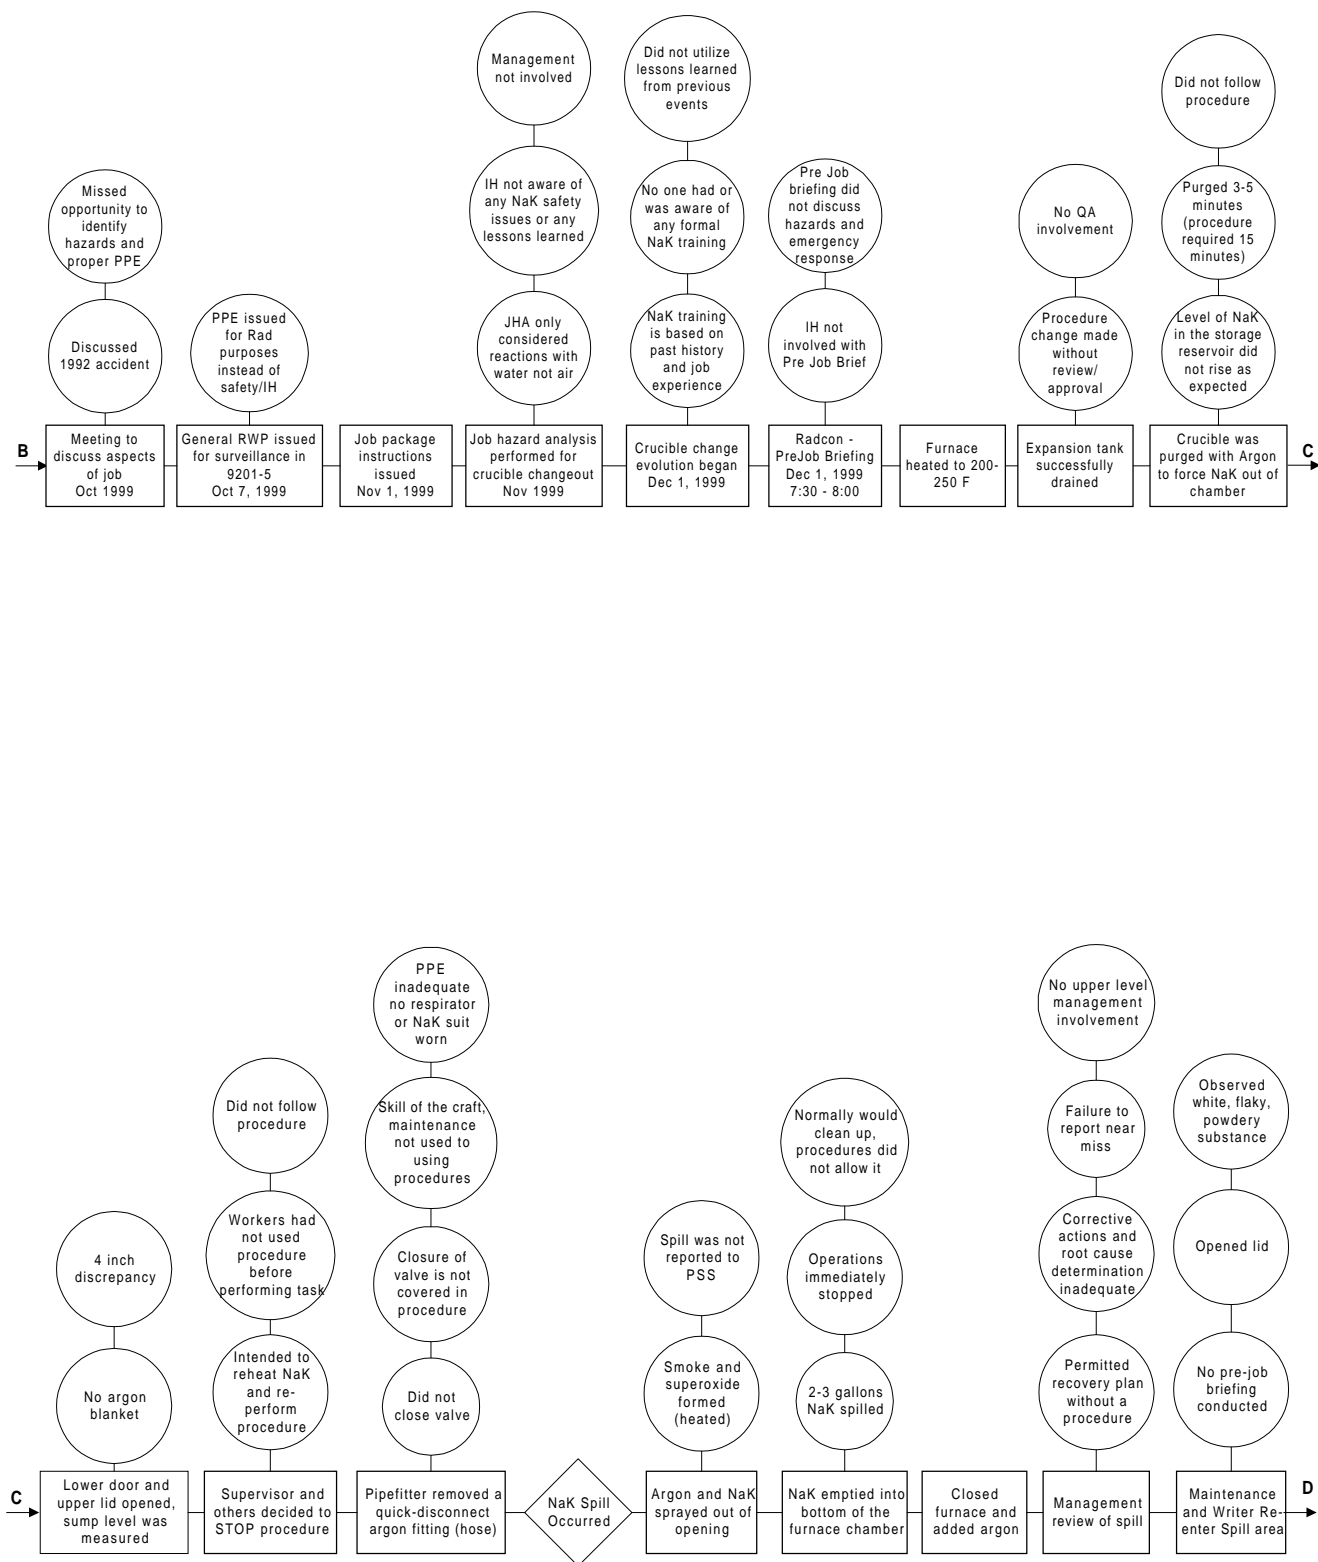 Missed
opportunity to
identify
hazards and
proper PPE
Discussed
1992 accident
B
Meeting to
discuss aspects
of job
Oct 1999
PPE issued
for Rad
purposes
instead of
safety/IH
General RWP issued
for surveillance in
9201-5
Oct 7, 1999
Job package
instructions
issued
Nov 1, 1999
Management
not involved
IH not aware of
any NaK safety
issues or any
lessons learned
JHA only
considered
reactions with
water not air
Job hazard analysis
performed for
crucible changeout
Nov 1999
Did not utilize
lessons learned
from previous
events
No one had or
was aware of
any formal
NaK training
NaK training
is based on
past history
and job
experience
Crucible change
evolution began
Dec 1, 1999
Pre Job
briefing did
not discuss
hazards and
emergency
response
IH not
involved with
Pre Job Brief
Radcon -
PreJob Briefing
Dec 1, 1999
7:30 - 8:00
Furnace
heated to 200-
250 F
No QA
involvement
Procedure
change made
without
review/
approval
Expansion tank
successfully
drained
Did not follow
procedure
Purged 3-5
minutes
(procedure
required 15
minutes)
Level of NaK
in the storage
reservoir did
not rise as
expected
Crucible was
purged with Argon
to force NaK out of
chamber
C
C
4 inch
discrepancy
No argon
blanket
Lower door and
upper lid opened,
sump level was
measured
Did not follow
procedure
Workers had
not used
procedure
before
performing task
Intended to
reheat NaK
and re-
perform
procedure
Supervisor and
others decided to
STOP procedure
PPE
inadequate
no respirator
or NaK suit
worn
Skill of the craft,
maintenance
not used to
using
procedures
Closure of
valve is not
covered in
procedure
Did not
close valve
Pipefitter removed a
quick-disconnect
argon fitting (hose)
NaK Spill
Occurred
Spill was not
reported to
PSS
Smoke and
superoxide
formed
(heated)
Argon and NaK
sprayed out of
opening
Normally would
clean up,
procedures did
not allow it
Operations
immediately
stopped
2-3 gallons
NaK spilled
NaK emptied into
bottom of the
furnace chamber
Closed
furnace and
added argon
No upper level
management
involvement
Failure to
report near
miss
Corrective
actions and
root cause
determination
inadequate
Permitted
recovery plan
without a
procedure
Management
review of spill
Observed
white, flaky,
powdery
substance
Opened lid
No pre-job
briefing
conducted
Maintenance
and Writer Re-
enter Spill area
D